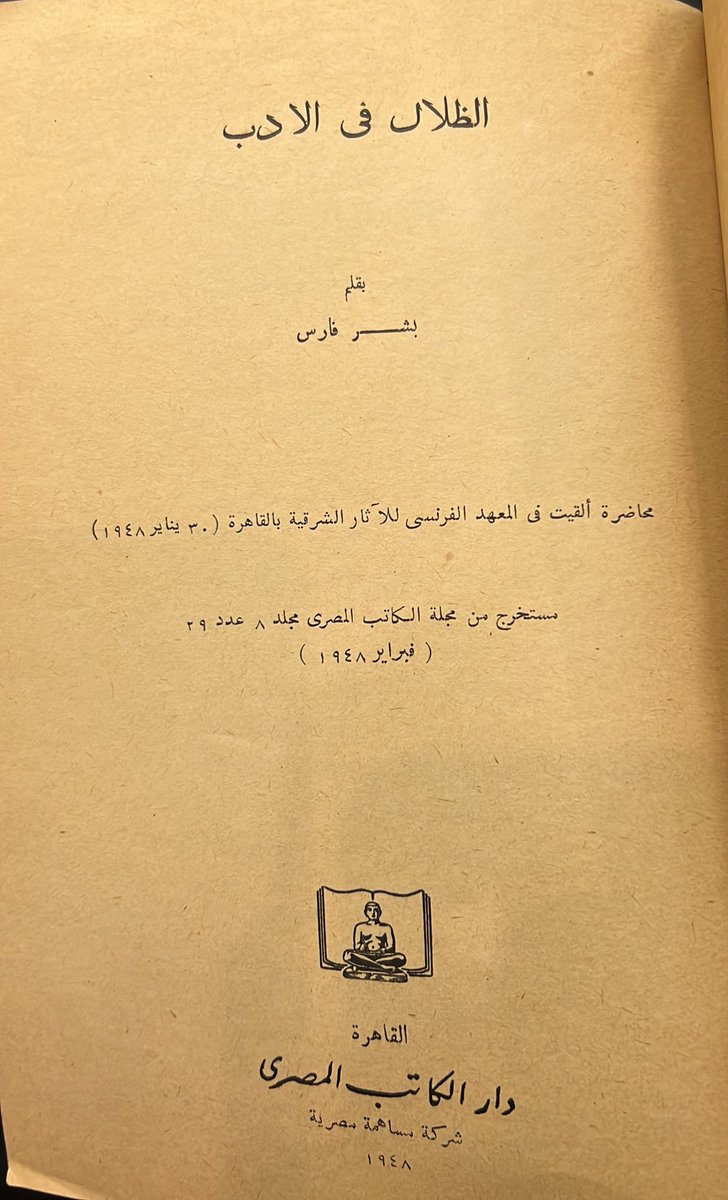 الظلال فى الادب
بقلم
بشر فارس
محاضرة ألقيت فى المعهد الفرنسى للآثار الشرقية بالقاهرة (٣٠ يناير ١٩٤٨)
مستخرج من مجلة الكاتب المصرى مجلد ٨ عدد ٢٩
( فبراير ١٩٤٨ )
القاهرة
دار الكاتب المصرى
شركة مساهمة مصرية
١٩٤٨